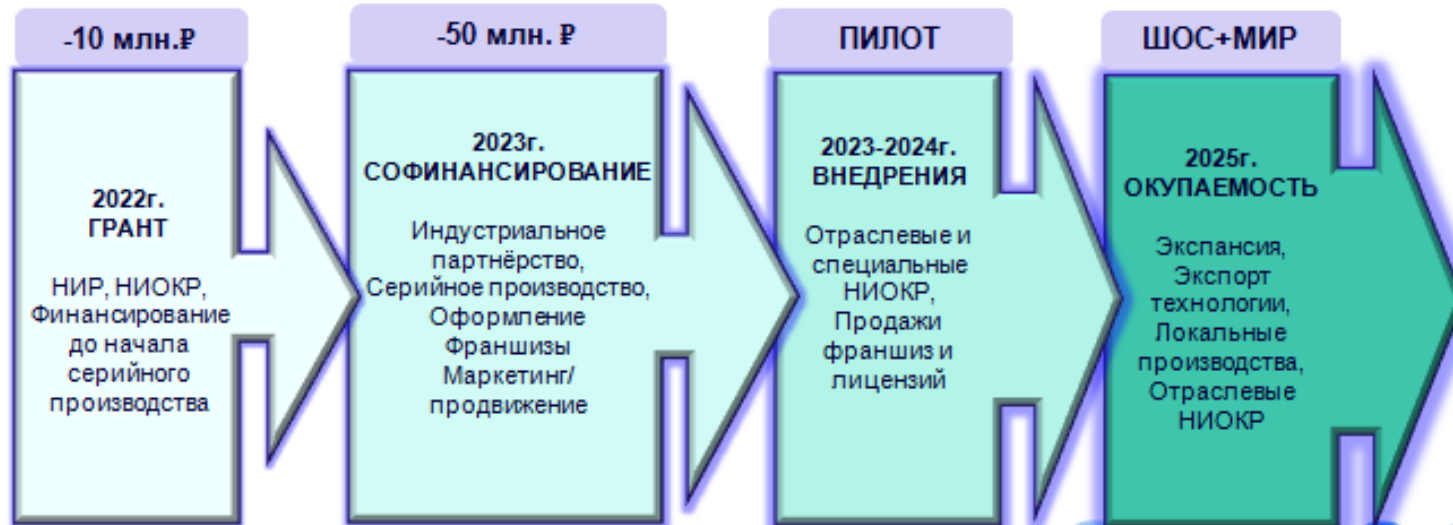 -10 млн.₽
2022г.
ГРАНТ
НИР, НИОКР,
Финансирование
до начала
серийного
производства
-50 млн. ₽
2023г.
СОФИНАНСИРОВАНИЕ
Индустриальное
партнёрство,
Серийное производство,
Оформление
Франшизы
Маркетинг/
продвижение
ПИЛОТ
2023-2024г.
ВНЕДРЕНИЯ
Отраслевые и
специальные
НИОКР,
Продажи
франшиз и
лицензий
ШОС+МИР
2025г.
ОКУПАЕМОСТЬ
Экспансия,
Экспорт
технологии,
Локальные
производства,
Отраслевые
НИОКР